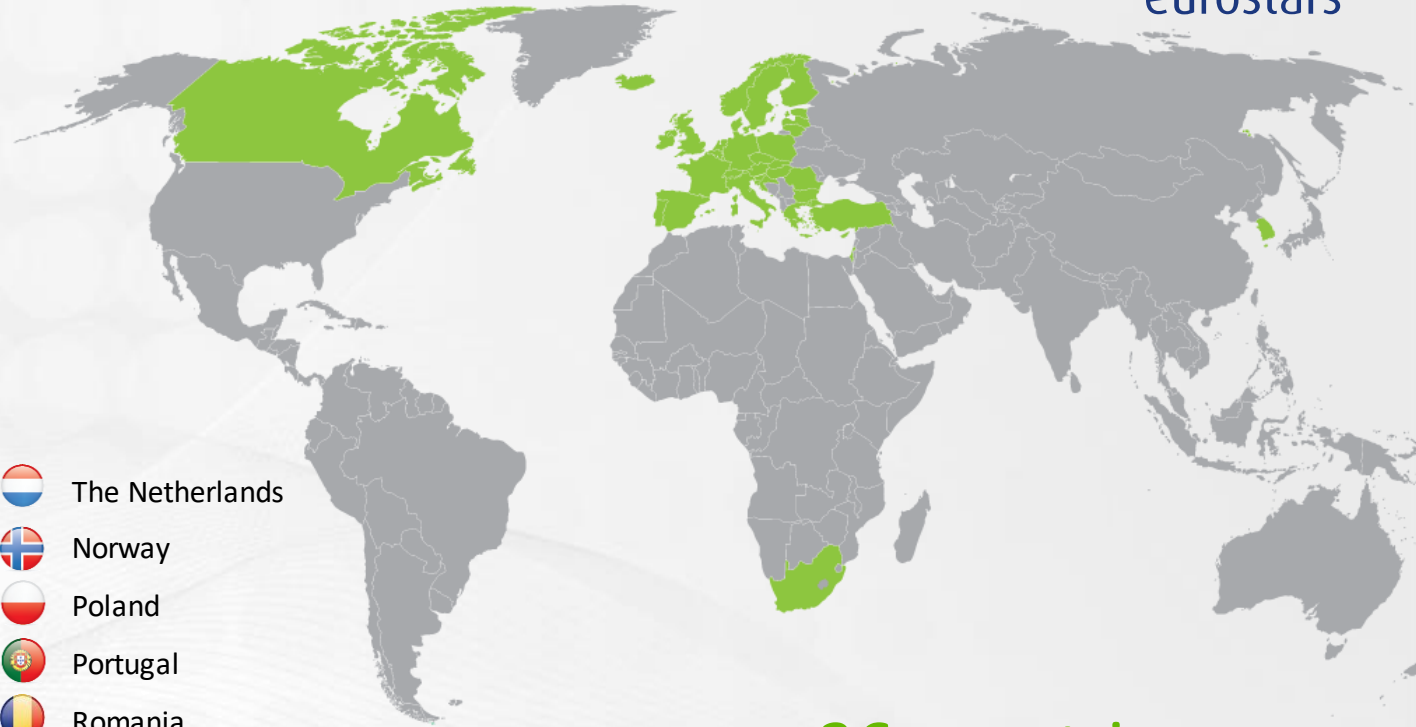 eurostars
The Netherlands
Norway
Poland
Portugal
Romania